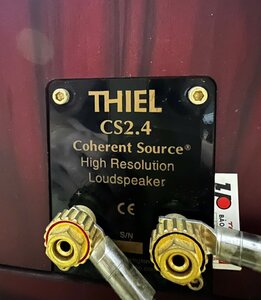 THIEL
CS2.4
Coherent Source®
High Resolution
Loudspeaker
CE
S/N